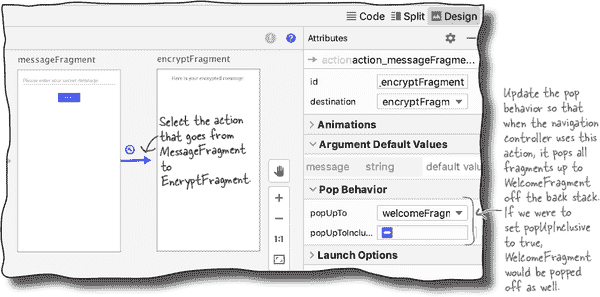 Code Split Design
messageFragment
encryptFragment
Please enter your secret message
Here is your encrypted message
Select the action
that goes from
MessageFragment
to
EncryptFragment.
1:1
Attributes
action action_messageFragme...
id _encryptFragment
destination encryptFragm
Animations
Argument Default Values
message string default valu
Pop Behavior
popUpTo welcomeFragn
popUpToInclu...
Launch Options
Update the pop
behavior so that
when the navigation
controller uses this
action, it pops all
fragments up to
WelcomeFragment
off the back stack.
If we were to
set popUpInclusive
to true,
WelcomeFragment
would be popped
off as well.